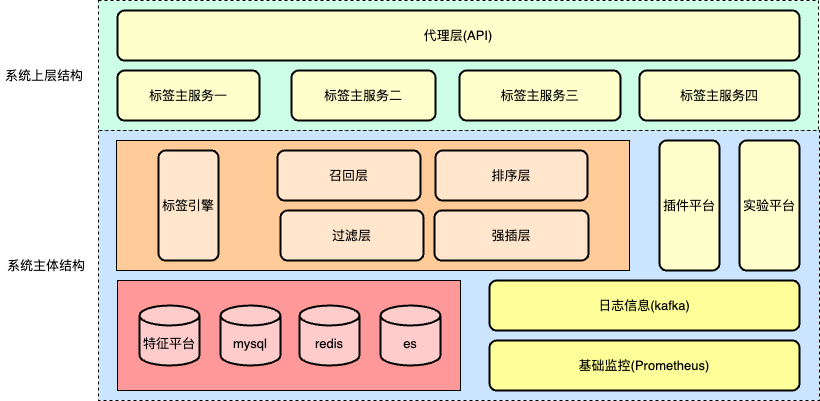 代理层(API)
系统上层结构
标签主服务一
标签主服务二
标签主服务三
标签主服务四
标签引擎
召回层
排序层
过滤层
强插层
插件平台
实验平台
系统主体结构
特征平台
mysql
redis
es
日志信息(kafka)
基础监控(Prometheus)